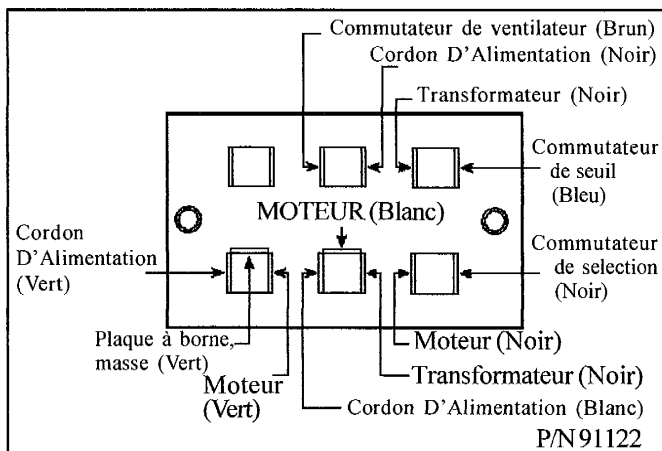 Commutateur de ventilateur (Brun)
Cordon D'Alimentation (Noir)
Transformateur (Noir)
Commutateur
de seuil
(Bleu)
MOTEUR (Blanc)
Cordon
D'Alimentation
(Vert)
Commutateur
de selection
(Noir)
Plaque à borne,
masse (Vert)
Moteur
(Vert)
Moteur (Noir)
Transformateur (Noir)
Cordon D'Alimentation (Blanc)
P/N 91122